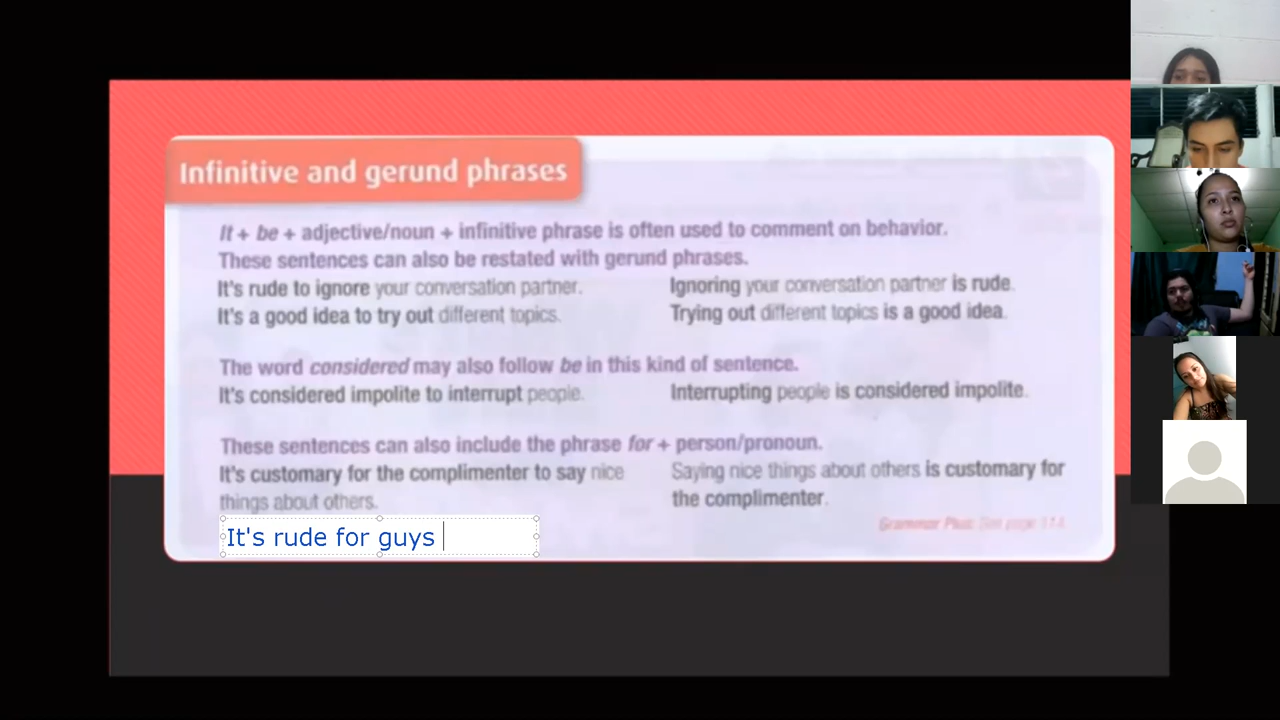 Infinitive and gerund phrases
It + be + adjective/noun + infinitive phrase is often used to comment on behavior.
These sentences can also be restated with gerund phrases.
It's rude to ignore your conversation partner. Ignoring your conversation partner is rude.
It's a good idea to try out different topics. Trying out different topics is a good idea.
The word considered may also follow be in this kind of sentence.
It's considered impolite to interrupt people. Interrupting people is considered impolite.
These sentences can also include the phrase for + person/pronoun.
It's customary for the complimenter to say nice
things about others.
Saying nice things about others is customary for
the complimenter.
Grammar Plus: See page 114.
It's rude for guys